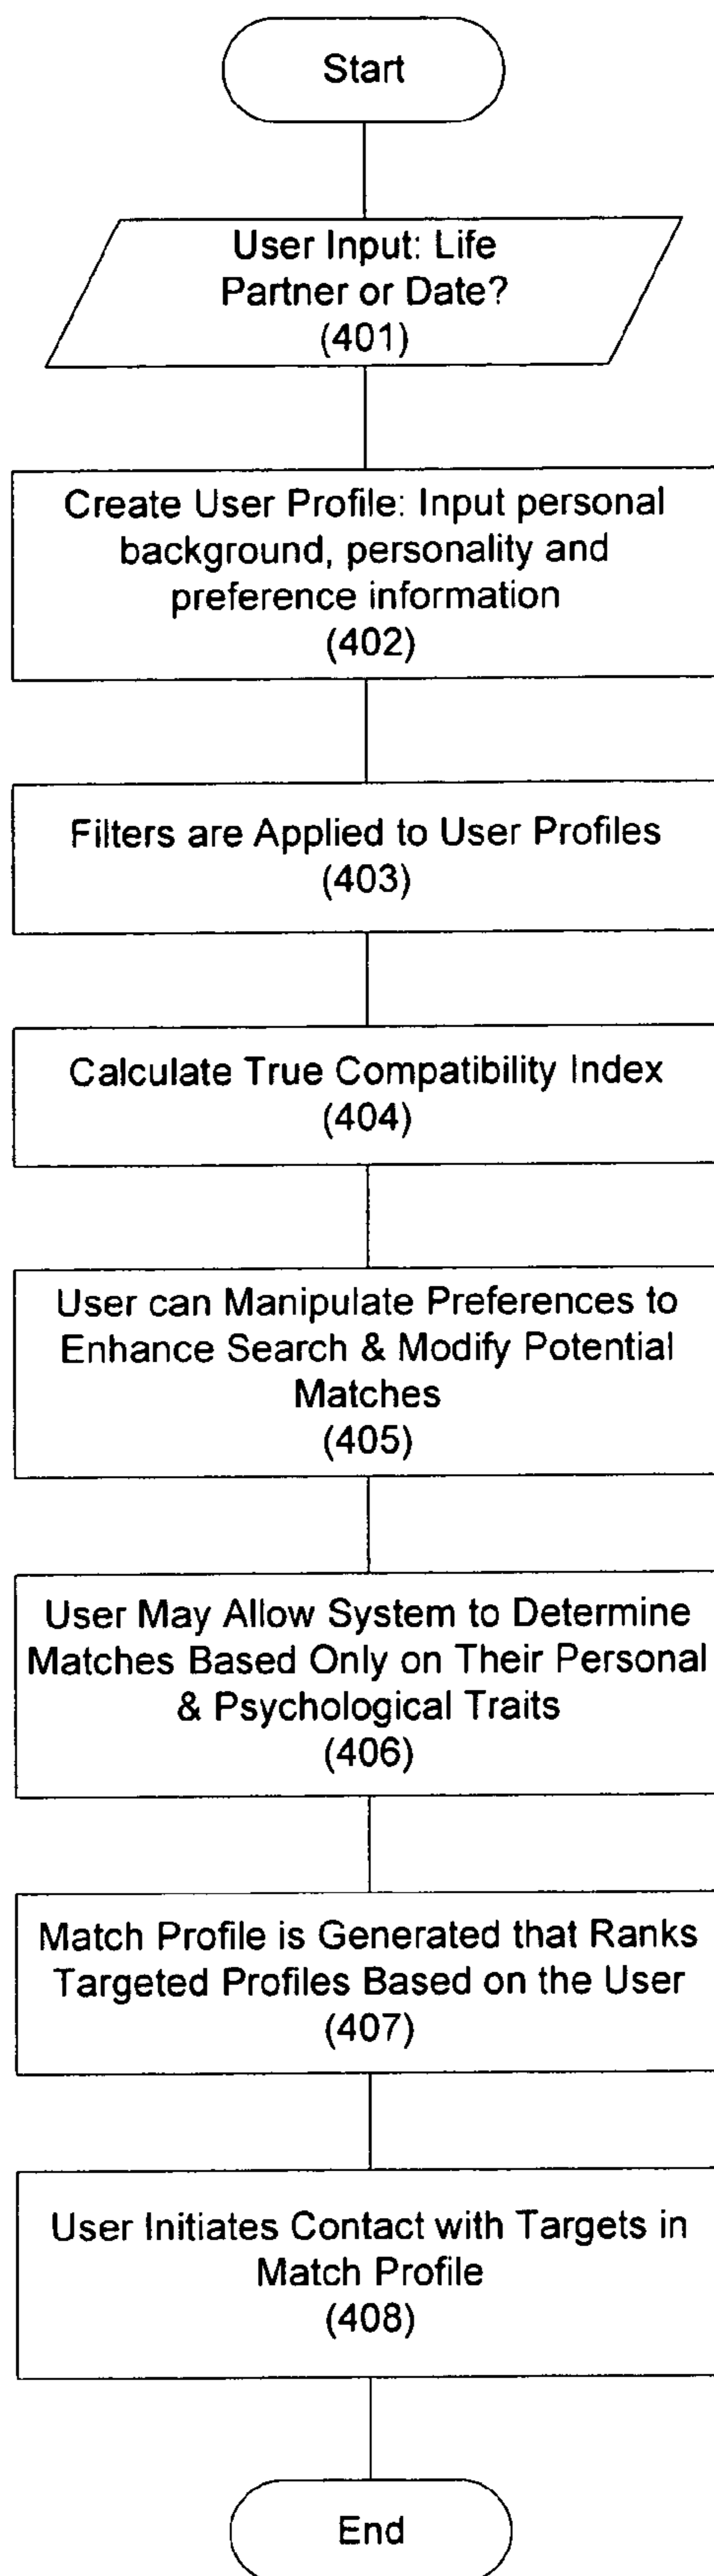 Start
User Input: Life
Partner or Date?
(401)
Create User Profile: Input personal
background, personality and
preference information
(402)
Filters are Applied to User Profiles
(403)
Calculate True Compatibility Index
(404)
User can Manipulate Preferences to
Enhance Search & Modify Potential
Matches
(405)
User May Allow System to Determine
Matches Based Only on Their Personal
& Psychological Traits
(406)
Match Profile is Generated that Ranks
Targeted Profiles Based on the User
(407)
User Initiates Contact with Targets in
Match Profile
(408)
End